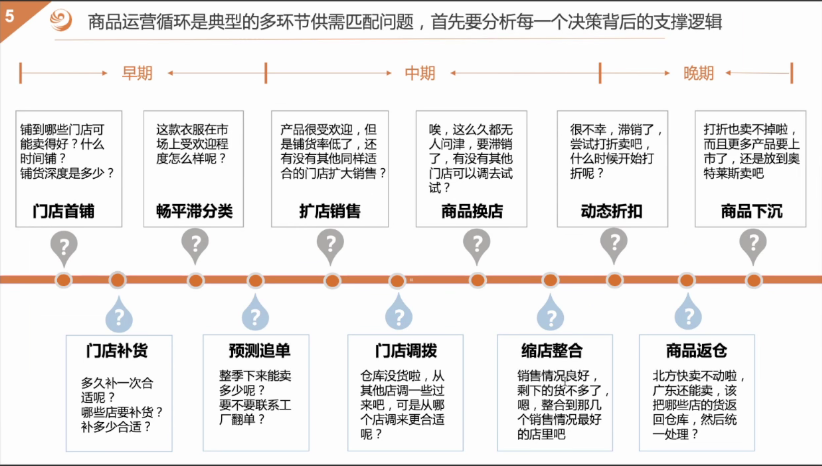 5
商品运营循环是典型的多环节供需匹配问题，首先要分析每一个决策背后的支撑逻辑
早期
中期
晚期
铺到哪些门店可
能卖得好？什么
时间铺？
铺货深度是多少？
门店首铺
这款衣服在市
场上受欢迎程
度怎么样呢？
畅平滞分类
产品很受欢迎，但
是铺货率低了，还
有没有其他同样适
合的门店扩大销售？
扩店销售
唉，这么久都无
人问津，要滞销
了，有没有其他
门店可以调去试
试？
商品换店
很不幸，滞销了，
尝试打折卖吧，
什么时候开始打
折呢？
动态折扣
打折也卖不掉啦，
而且更多产品要上
市了，还是放到奥
特莱斯卖吧
商品下沉
?
?
?
?
?
?
?
?
?
?
?
门店补货
多久补一次合
适呢？
哪些店要补货？
补多少合适？
预测追单
整季下来能卖
多少呢？
要不要联系工
厂翻单？
门店调拨
仓库没货啦，从
其他店调一些过
来吧，可是从哪
个店调来更合适
呢？
缩店整合
销售情况良好，
剩下的货不多了，
嗯，整合到那几
个销售情况最好
的店里吧
商品返仓
北方快卖不动啦，
广东还能卖，该
把哪些店的货返
回仓库，然后统
一处理？